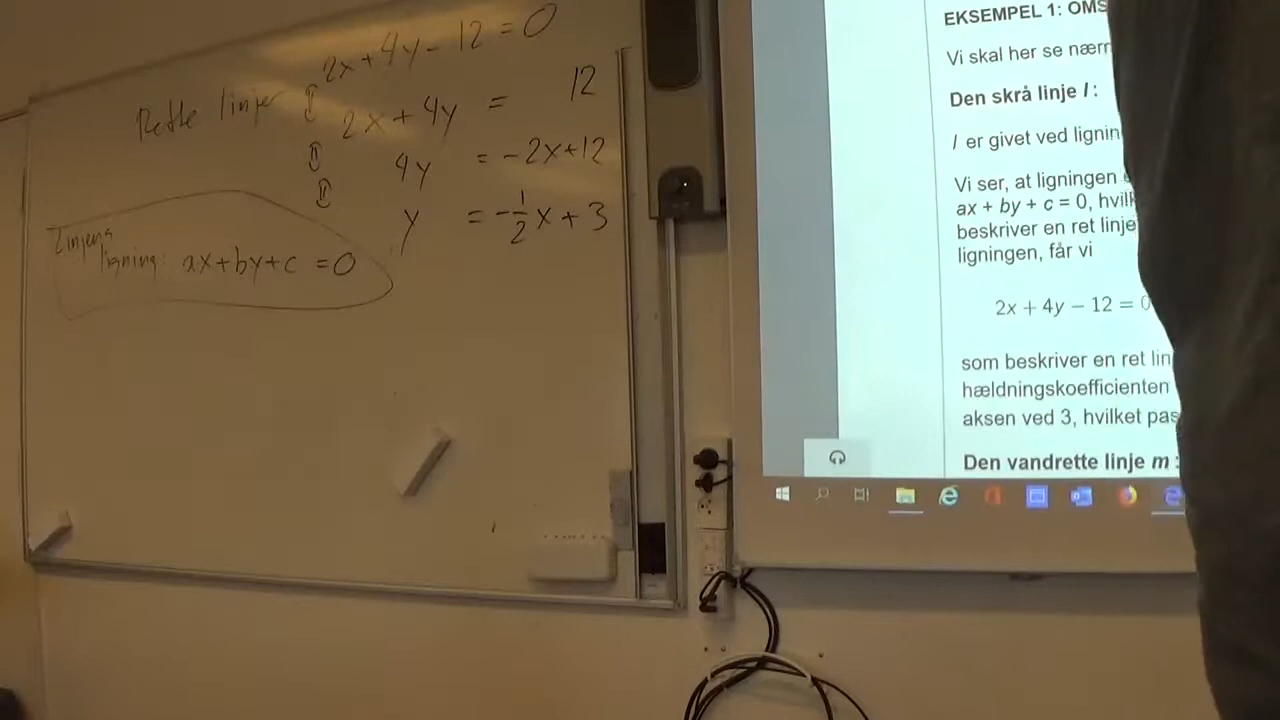 2x + 4y - 12 = 0
Rette linjer ⇕ 2x + 4y = 12
⇕ 4y = -2x+12
⇕ y = -1/2 x + 3
Linjens
ligning: ax+by+c = 0
EKSEMPEL 1: OMS
Vi skal her se nærm
Den skrå linje l :
l er givet ved lignin
Vi ser, at ligningen
ax + by + c = 0, hvilk
beskriver en ret linje
ligningen, får vi
2x + 4y − 12 = 0
som beskriver en ret lin
hældningskoefficienten
aksen ved 3, hvilket pas
Den vandrette linje m :